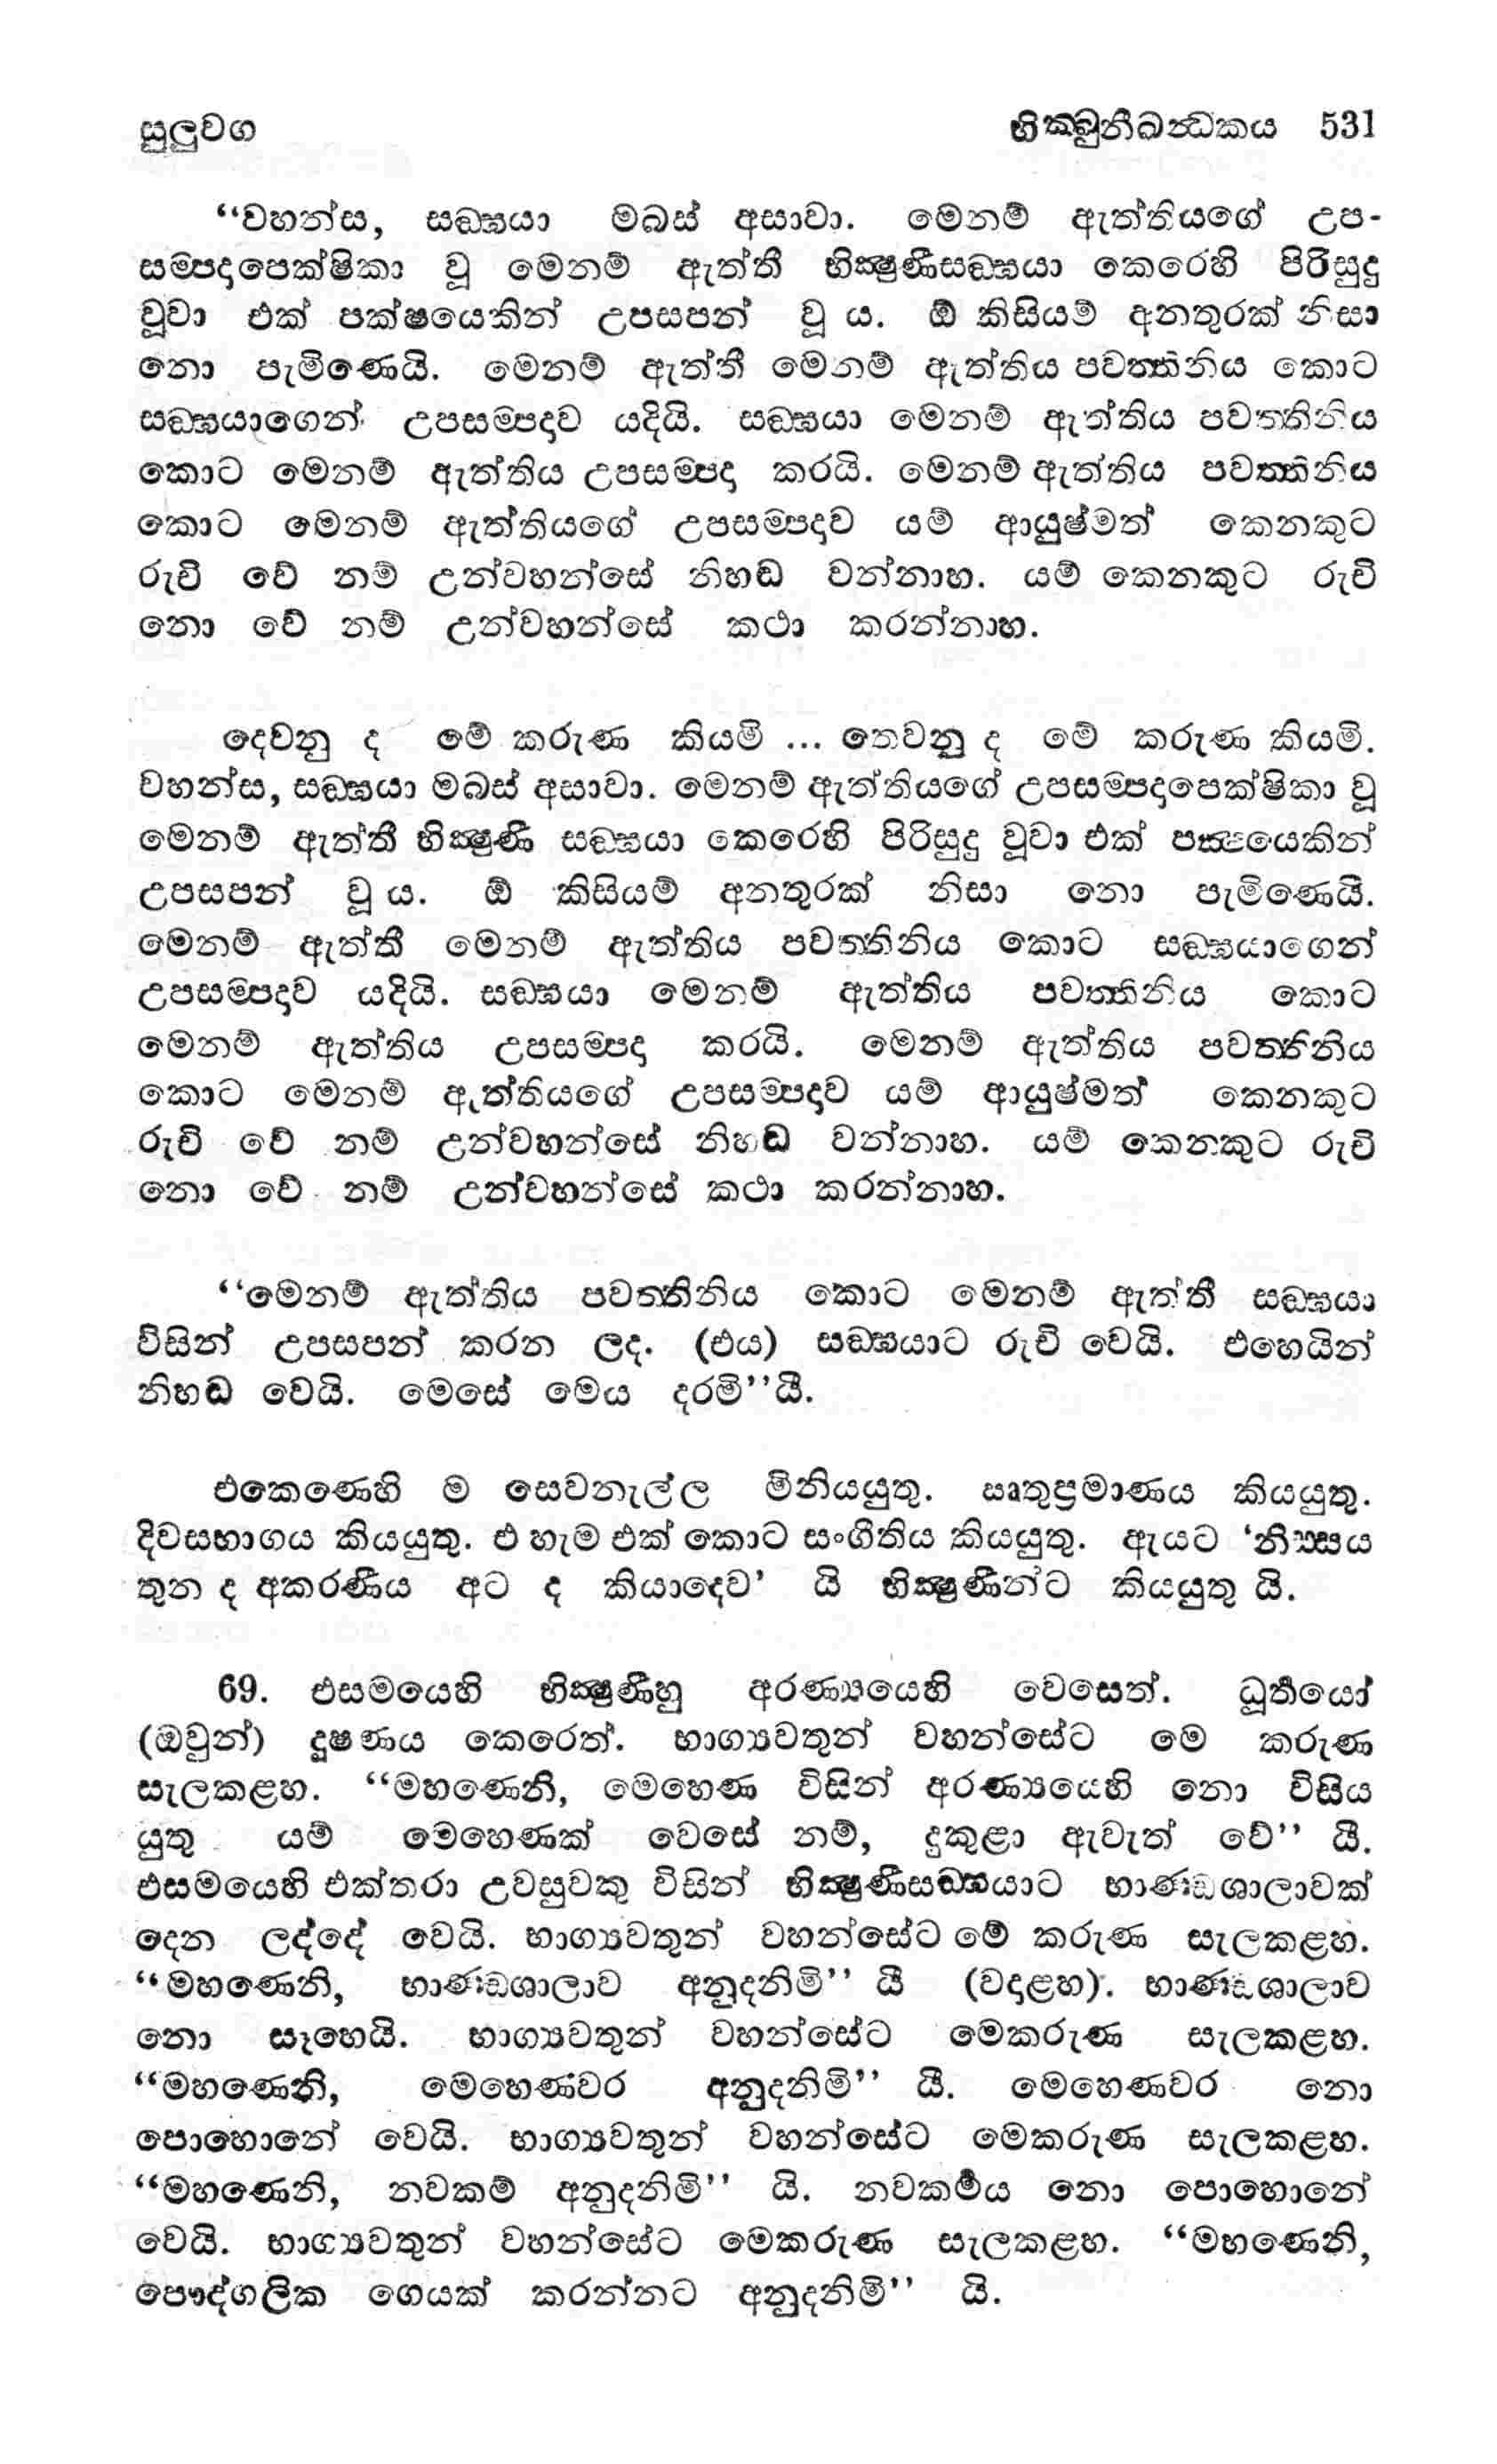 සුලුවග භික්ඛුනීඛන්ධකය 531
“වහන්ස, සඞ්ඝයා මබස් අසාවා. මෙනම් ඇත්තියගේ උප-
සම්පදාපෙක්ෂිකා වූ මෙනම් ඇත්තී භික්ෂුණීසඞ්ඝයා කෙරෙහි පිරිසුදු
වූවා එක් පක්ෂයෙකින් උපසපන් වූ ය. ඕ කිසියම් අනතුරක් නිසා
නො පැමිණෙයි. මෙනම් ඇත්තී මෙනම් ඇත්තිය පවත්තිනිය කොට
සඞ්ඝයාගෙන් උපසම්පදාව යදියි. සඞ්ඝයා මෙනම් ඇත්තිය පවත්තිනිය
කොට මෙනම් ඇත්තිය උපසම්පදා කරයි. මෙනම් ඇත්තිය පවත්තිනිය
කොට මෙනම් ඇත්තියගේ උපසම්පදාව යම් ආයුෂ්මත් කෙනකුට
රුචි වේ නම් උන්වහන්සේ නිහඬ වන්නාහ. යම් කෙනකුට රුචි
නො වේ නම් උන්වහන්සේ කථා කරන්නාහ.
දෙවනු ද මේ කරුණ කියමි ... තෙවනු ද මේ කරුණ කියමි.
වහන්ස, සඞ්ඝයා මබස් අසාවා. මෙනම් ඇත්තියගේ උපසම්පදාපෙක්ෂිකා වූ
මෙනම් ඇත්තී භික්ෂුණී සඞ්ඝයා කෙරෙහි පිරිසුදු වූවා එක් පක්ෂයෙකින්
උපසපන් වූ ය. ඕ කිසියම් අනතුරක් නිසා නො පැමිණෙයී.
මෙනම් ඇත්තී මෙනම් ඇත්තිය පවත්තිනිය කොට සඞ්ඝයාගෙන්
උපසම්පදාව යදියි. සඞ්ඝයා මෙනම් ඇත්තිය පවත්තිනිය කොට
මෙනම් ඇත්තිය උපසම්පදා කරයි. මෙනම් ඇත්තිය පවත්තිනිය
කොට මෙනම් ඇත්තියගේ උපසම්පදාව යම් ආයුෂ්මත් කෙනකුට
රුචි වේ නම් උන්වහන්සේ නිහඬ වන්නාහ. යම් කෙනකුට රුචි
නො වේ නම් උන්වහන්සේ කථා කරන්නාහ.
“මෙනම් ඇත්තිය පවත්තිනිය කොට මෙනම් ඇත්තී සඞ්ඝයා
විසින් උපසපන් කරන ලද. (එය) සඞ්ඝයාට රුචි වෙයි. එහෙයින්
නිහඬ වෙයි. මෙසේ මෙය දරමි”යී.
එකෙණෙහි ම සෙවනැල්ල මිනියයුතු. ඍතුප්‍රමාණය කියයුතු.
දිවසභාගය කියයුතු. එ හැම එක් කොට සංගීතිය කියයුතු. ඇයට ‘නිස්සය
තුන ද අකරණීය අට ද කියාදෙව’ යි භික්ෂුණීන්ට කියයුතු යි.
69. එසමයෙහි භික්ෂුණීහු අරණ්‍යයෙහි වෙසෙත්. ධූර්තයෝ
(ඔවුන්) දූෂණය කෙරෙත්. භාග්‍යවතුන් වහන්සේට මෙ කරුණ
සැලකළහ. “මහණෙනි, මෙහෙණ විසින් අරණ්‍යයෙහි නො විසිය
යුතු යම් මෙහෙණක් වෙසේ නම්, දුකුළා ඇවැත් වේ” යී.
එසමයෙහි එක්තරා උවසුවකු විසින් භික්ෂුණීසඞ්ඝයාට භාණ්ඩශාලාවක්
දෙන ලද්දේ වෙයි. භාග්‍යවතුන් වහන්සේට මේ කරුණ සැලකළහ.
“මහණෙනි, භාණ්ඩශාලාව අනුදනිමි” යී (වදාළහ). භාණ්ඩශාලාව
නො සෑහෙයි. භාග්‍යවතුන් වහන්සේට මෙකරුණ සැලකළහ.
“මහණෙනි, මෙහෙණවර අනුදනිමි” යී. මෙහෙණවර නො
පොහොනේ වෙයි. භාග්‍යවතුන් වහන්සේට මෙකරුණ සැලකළහ.
“මහණෙනි, නවකම් අනුදනිමි” යි. නවකර්මය නො පොහොනේ
වෙයි. භාග්‍යවතුන් වහන්සේට මෙකරුණ සැලකළහ. “මහණෙනි,
පෞද්ගලික ගෙයක් කරන්නට අනුදනිමි” යි.